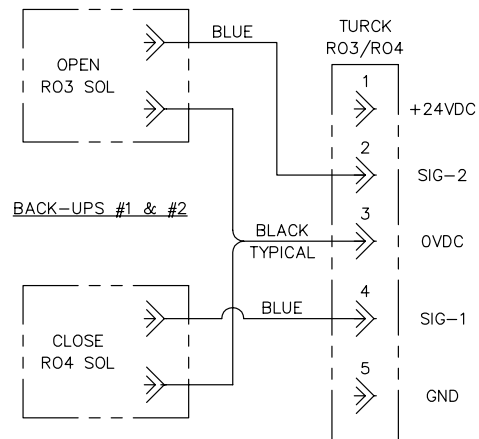 BLUE
TURCK
RO3/RO4
OPEN
RO3 SOL
1
+24VDC
2
SIG-2
BACK-UPS #1 & #2
3
BLACK
TYPICAL
0VDC
BLUE
4
SIG-1
CLOSE
RO4 SOL
5
GND